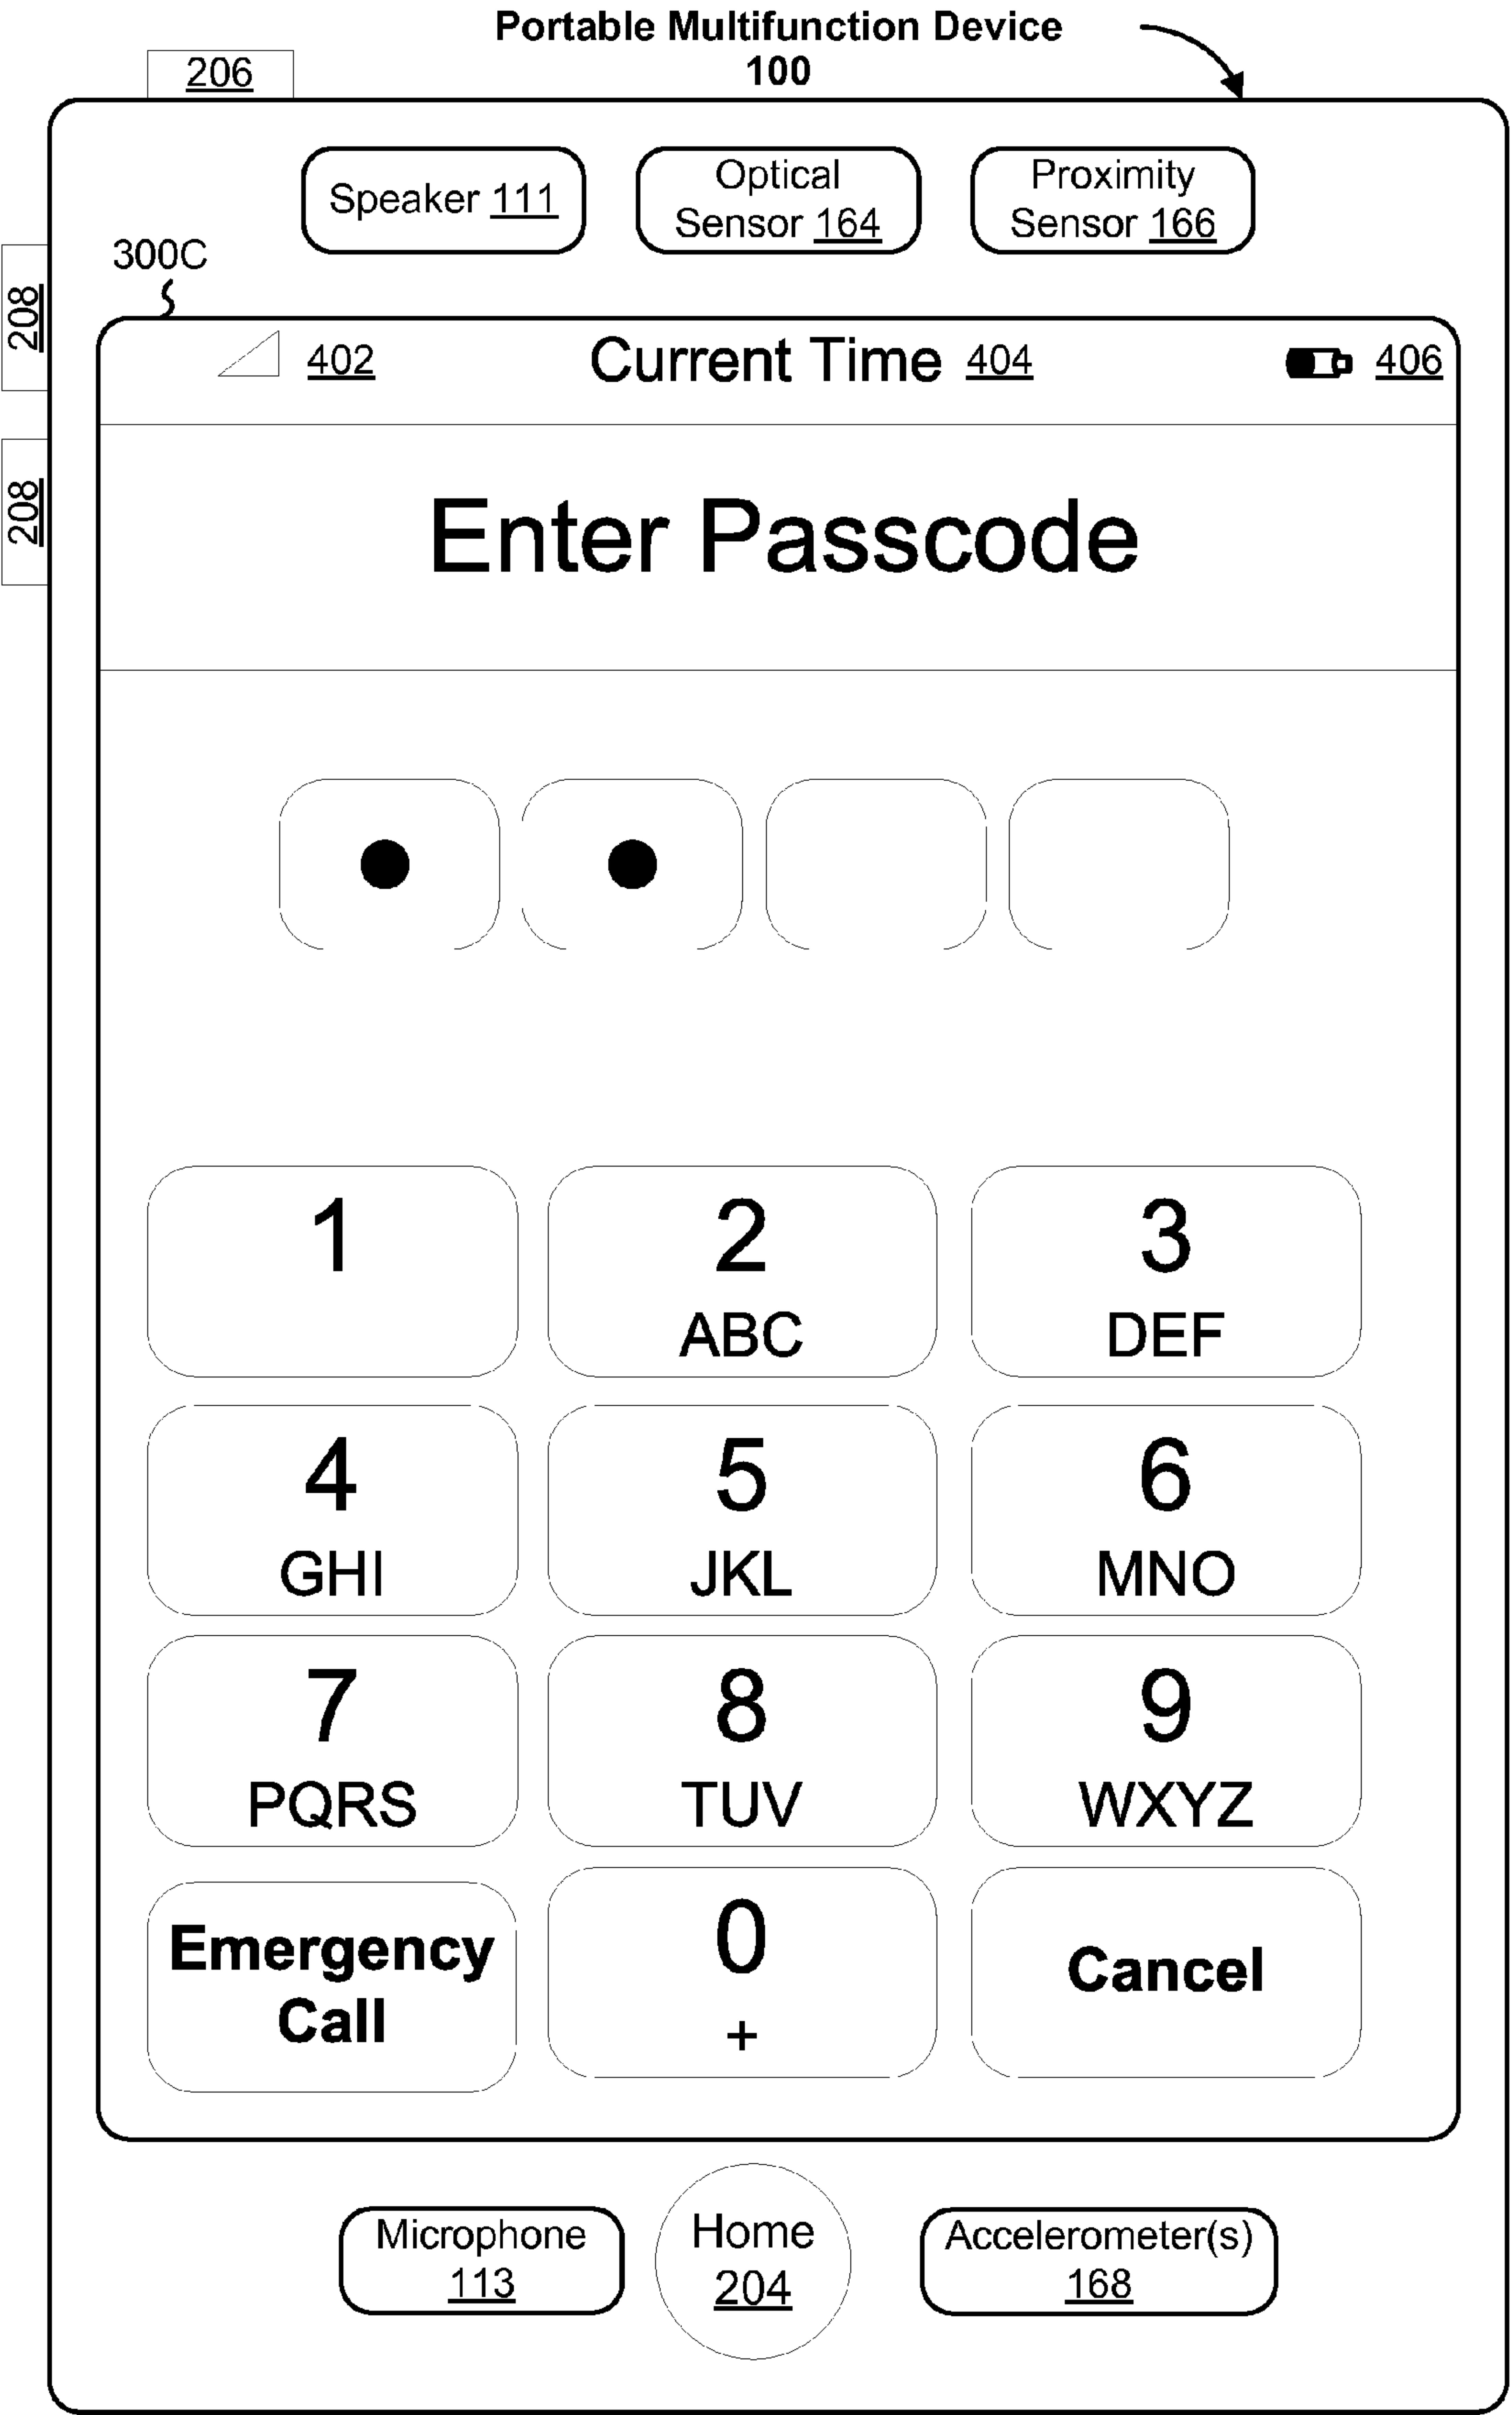 Portable Multifunction Device
100
206
Speaker 111
Optical
Sensor 164
Proximity
Sensor 166
300C
208
208
402
Current Time 404
406
Enter Passcode
1
2
ABC
3
DEF
4
GHI
5
JKL
6
MNO
7
PQRS
8
TUV
9
WXYZ
Emergency
Call
0
+
Cancel
Microphone
113
Home
204
Accelerometer(s)
168